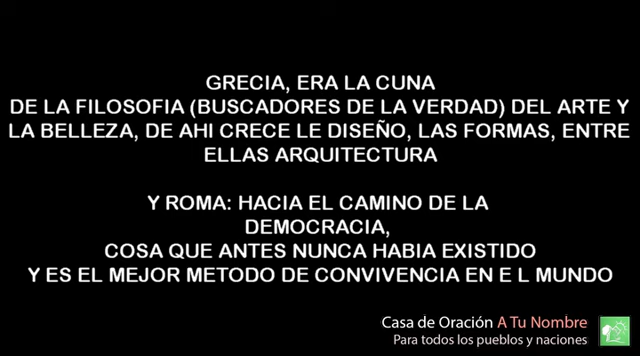 GRECIA, ERA LA CUNA
DE LA FILOSOFIA (BUSCADORES DE LA VERDAD) DEL ARTE Y
LA BELLEZA, DE AHI CRECE LE DISEÑO, LAS FORMAS, ENTRE
ELLAS ARQUITECTURA
Y ROMA: HACIA EL CAMINO DE LA
DEMOCRACIA,
COSA QUE ANTES NUNCA HABIA EXISTIDO
Y ES EL MEJOR METODO DE CONVIVENCIA EN E L MUNDO
Casa de Oración A Tu Nombre
Para todos los pueblos y naciones